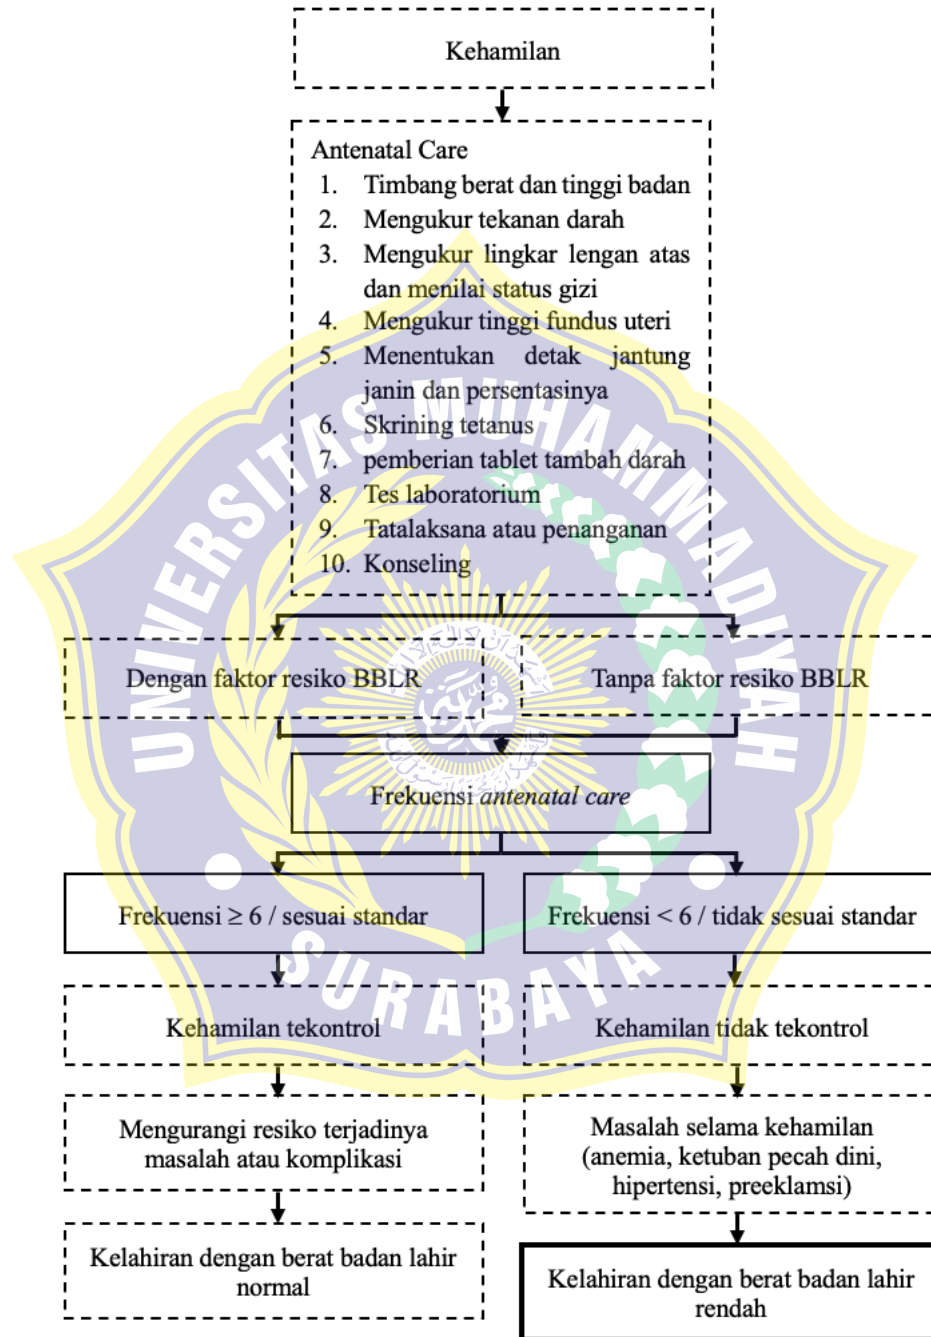 Kehamilan
Antenatal Care
1. Timbang berat dan tinggi badan
2. Mengukur tekanan darah
3. Mengukur lingkar lengan atas
dan menilai status gizi
4. Mengukur tinggi fundus uteri
5. Menentukan detak jantung
janin dan persentasinya
6. Skrining tetanus
7. pemberian tablet tambah darah
8. Tes laboratorium
9. Tatalaksana atau penanganan
10. Konseling
UNIVERSITAS MUHAMMADIYAH
SURABAYA
Dengan faktor resiko BBLR
Tanpa faktor resiko BBLR
Frekuensi antenatal care
Frekuensi ≥ 6 / sesuai standar
Frekuensi < 6 / tidak sesuai standar
Kehamilan tekontrol
Kehamilan tidak tekontrol
Mengurangi resiko terjadinya
masalah atau komplikasi
Masalah selama kehamilan
(anemia, ketuban pecah dini,
hipertensi, preeklamsi)
Kelahiran dengan berat badan lahir
normal
Kelahiran dengan berat badan lahir
rendah